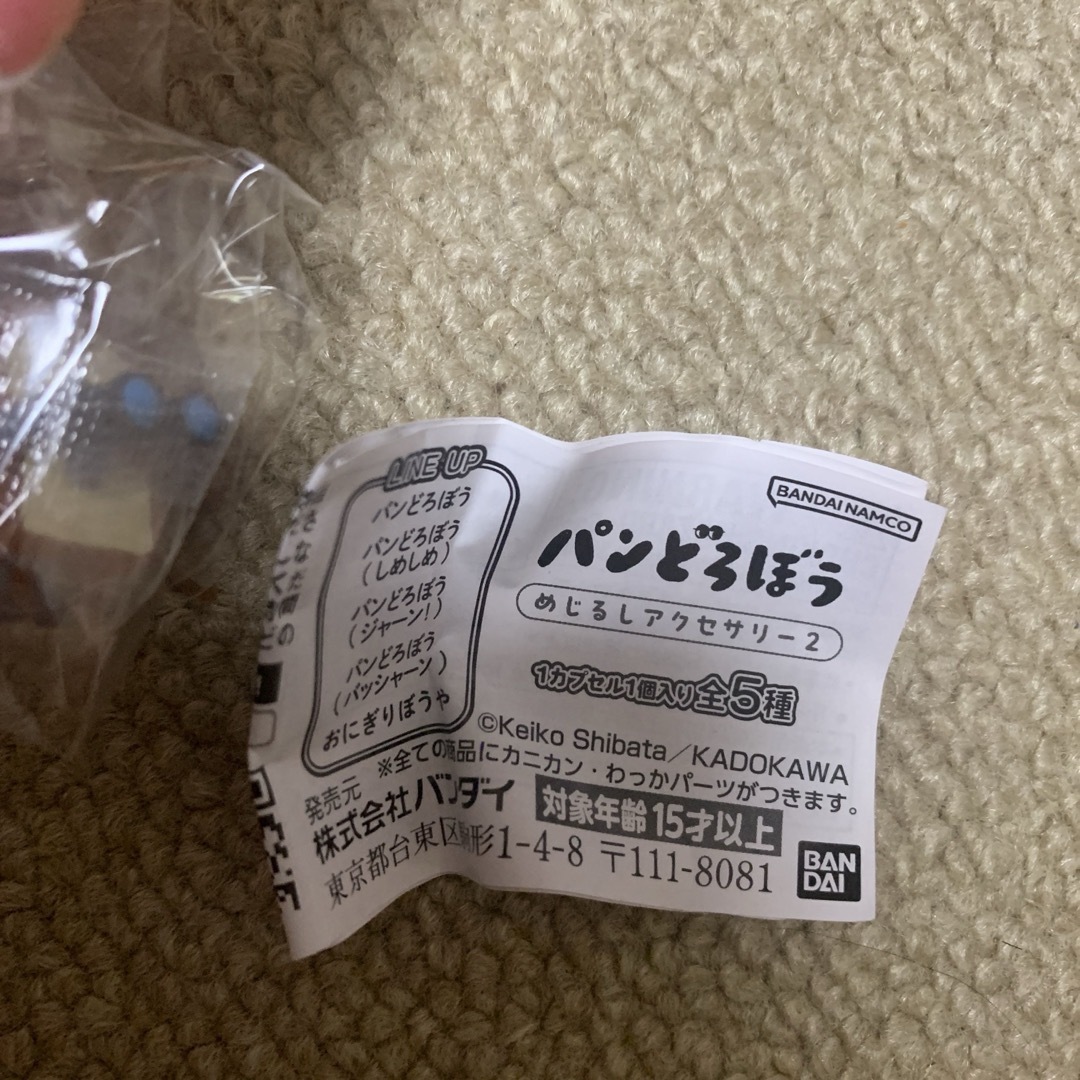 LINE UP
パンどろぼう
パンどろぼう
(しめしめ)
パンどろぼう
(ジャーン!)
パンどろぼう
(バッシャーン)
おにぎりぼうや
BANDAI NAMCO
パンどろぼう
めじるしアクセサリー2
1カプセル1個入り全5種
©Keiko Shibata/KADOKAWA
※全ての商品にカニカン・わっかパーツがつきます。
発売元
株式会社バンダイ
対象年齢15才以上
東京都台東区駒形1-4-8 〒111-8081
BAN
DAI